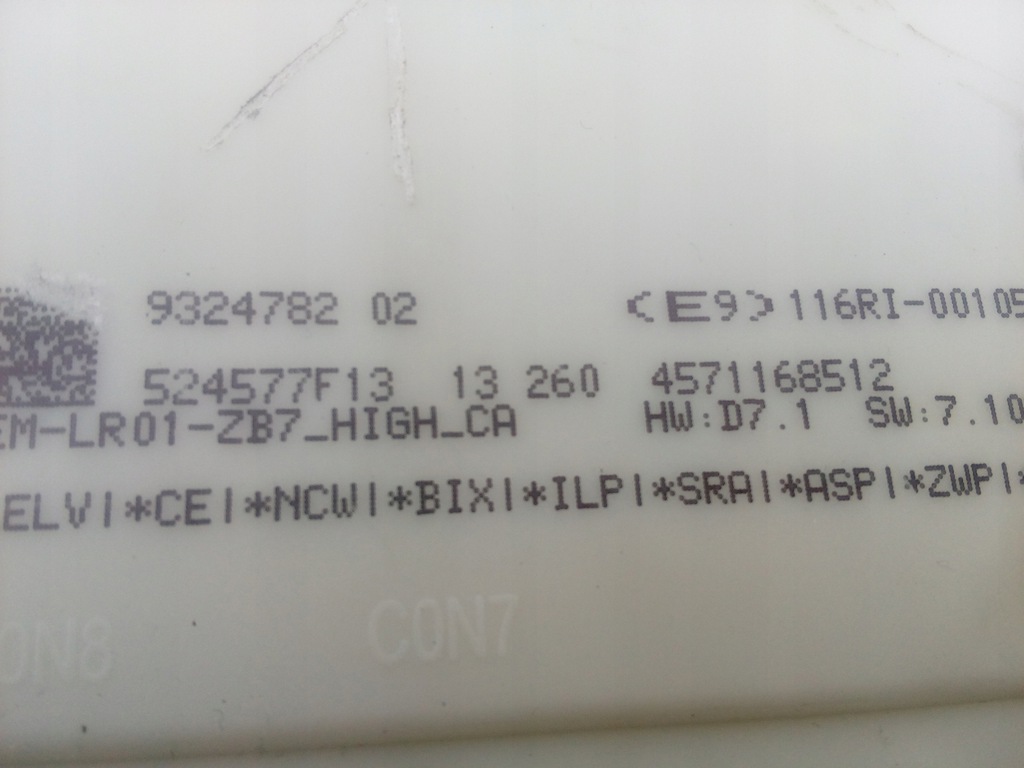 9324782 02 <E9>116RI-00105
524577F13 13 260 4571168512
EM-LR01-ZB7_HIGH_CA HW:D7.1 SW:7.10
ELV|*CE|*NCW|*BIX|*ILP|*SRA|*ASP|*ZWP|*
CON8 CON7